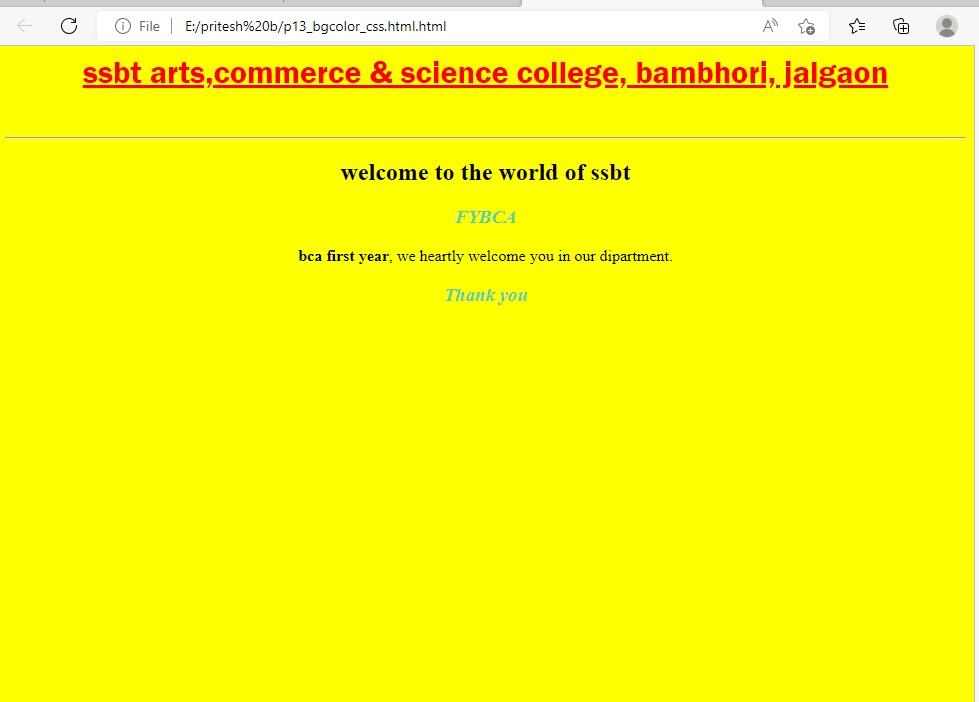 File
E:/pritesh%20b/p13_bgcolor_css.html.html
ssbt arts,commerce & science college, bambhori, jalgaon
welcome to the world of ssbt
FYBCA
bca first year, we heartly welcome you in our dipartment.
Thank you